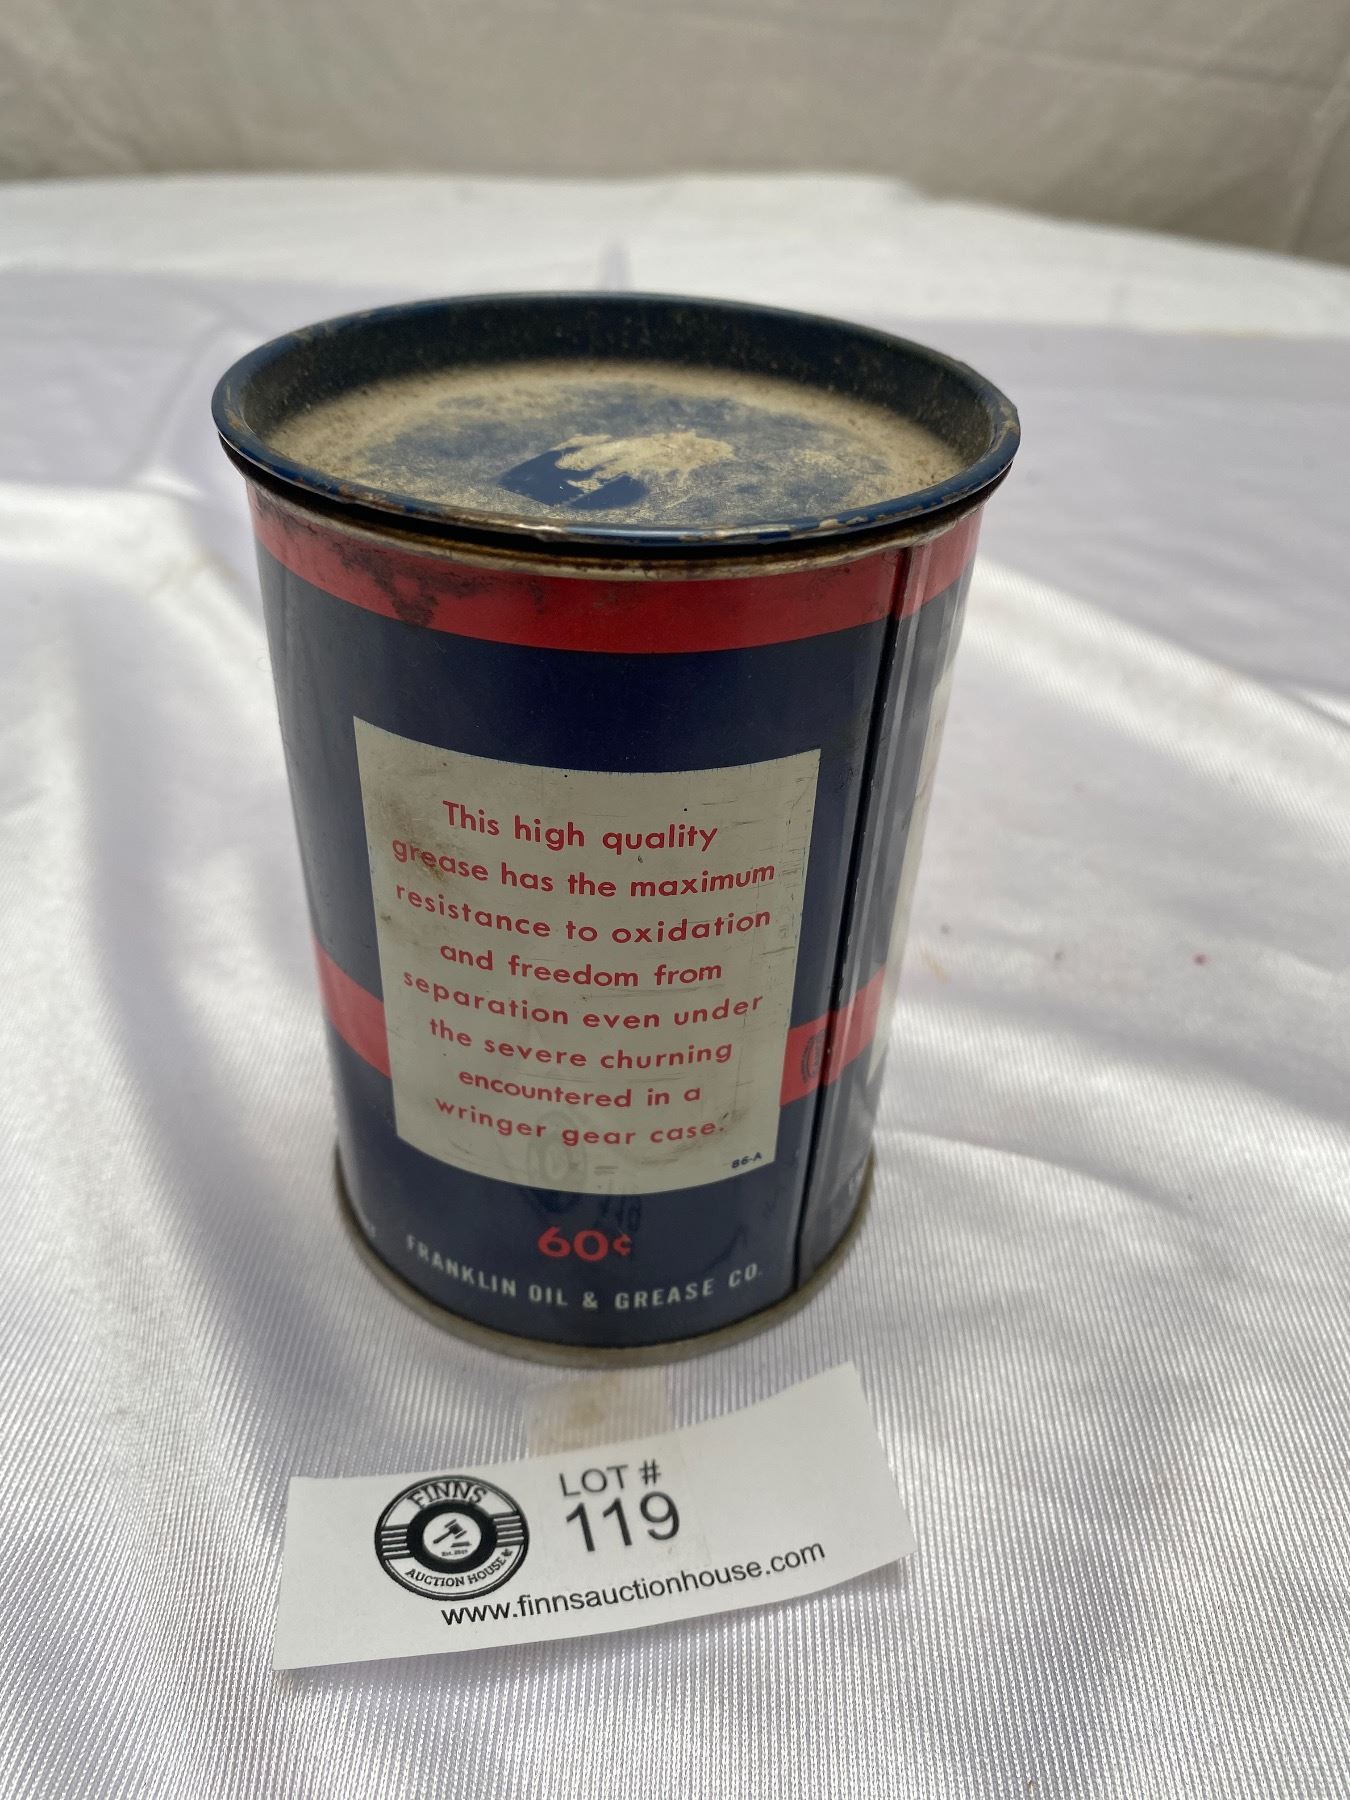 This high quality
grease has the maximum
resistance to oxidation
and freedom from
separation even under
the severe churning
encountered in a
wringer gear case.
86-A
60¢
FRANKLIN OIL & GREASE CO.
FINNS
AUCTION HOUSE
LOT #
119
www.finnsauctionhouse.com